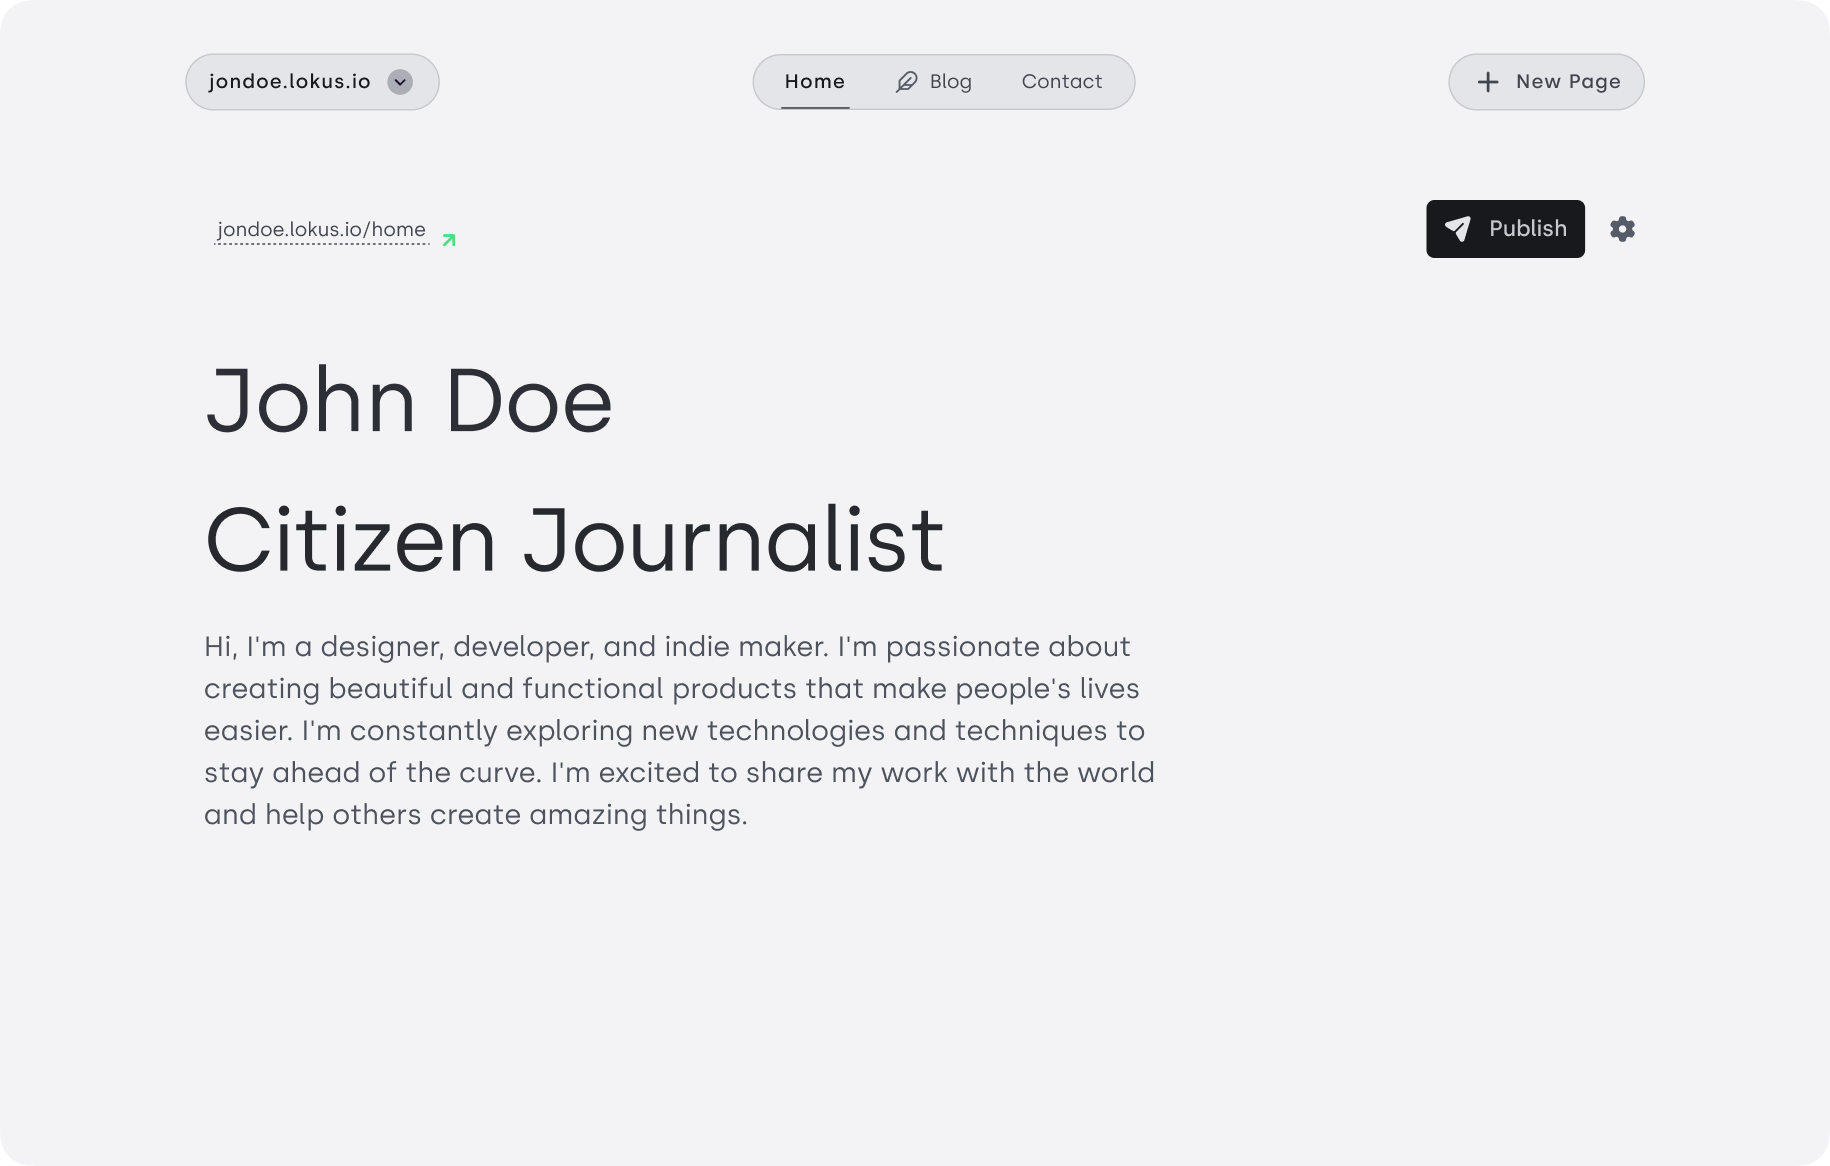 jondoe.lokus.io
Home
Blog
Contact
New Page
jondoe.lokus.io/home
Publish
John Doe
Citizen Journalist
Hi, I'm a designer, developer, and indie maker. I'm passionate about
creating beautiful and functional products that make people's lives
easier. I'm constantly exploring new technologies and techniques to
stay ahead of the curve. I'm excited to share my work with the world
and help others create amazing things.